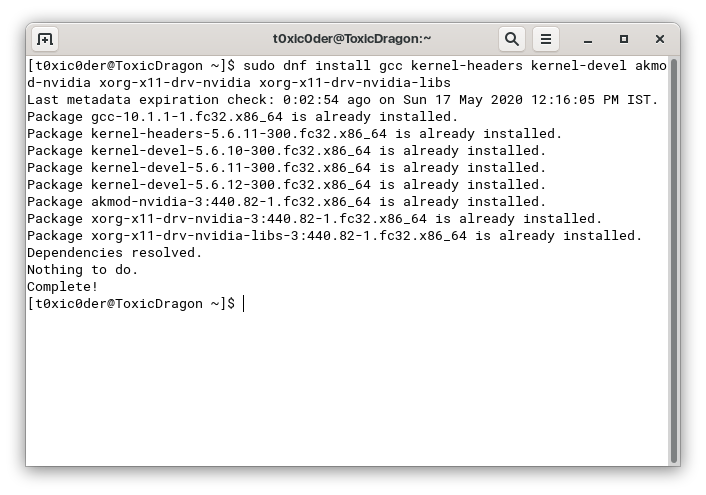 t0xic0der@ToxicDragon:~
[t0xic0der@ToxicDragon ~]$ sudo dnf install gcc kernel-headers kernel-devel akmo
d-nvidia xorg-x11-drv-nvidia xorg-x11-drv-nvidia-libs
Last metadata expiration check: 0:02:54 ago on Sun 17 May 2020 12:16:05 PM IST.
Package gcc-10.1.1-1.fc32.x86_64 is already installed.
Package kernel-headers-5.6.11-300.fc32.x86_64 is already installed.
Package kernel-devel-5.6.10-300.fc32.x86_64 is already installed.
Package kernel-devel-5.6.11-300.fc32.x86_64 is already installed.
Package kernel-devel-5.6.12-300.fc32.x86_64 is already installed.
Package akmod-nvidia-3:440.82-1.fc32.x86_64 is already installed.
Package xorg-x11-drv-nvidia-3:440.82-1.fc32.x86_64 is already installed.
Package xorg-x11-drv-nvidia-libs-3:440.82-1.fc32.x86_64 is already installed.
Dependencies resolved.
Nothing to do.
Complete!
[t0xic0der@ToxicDragon ~]$